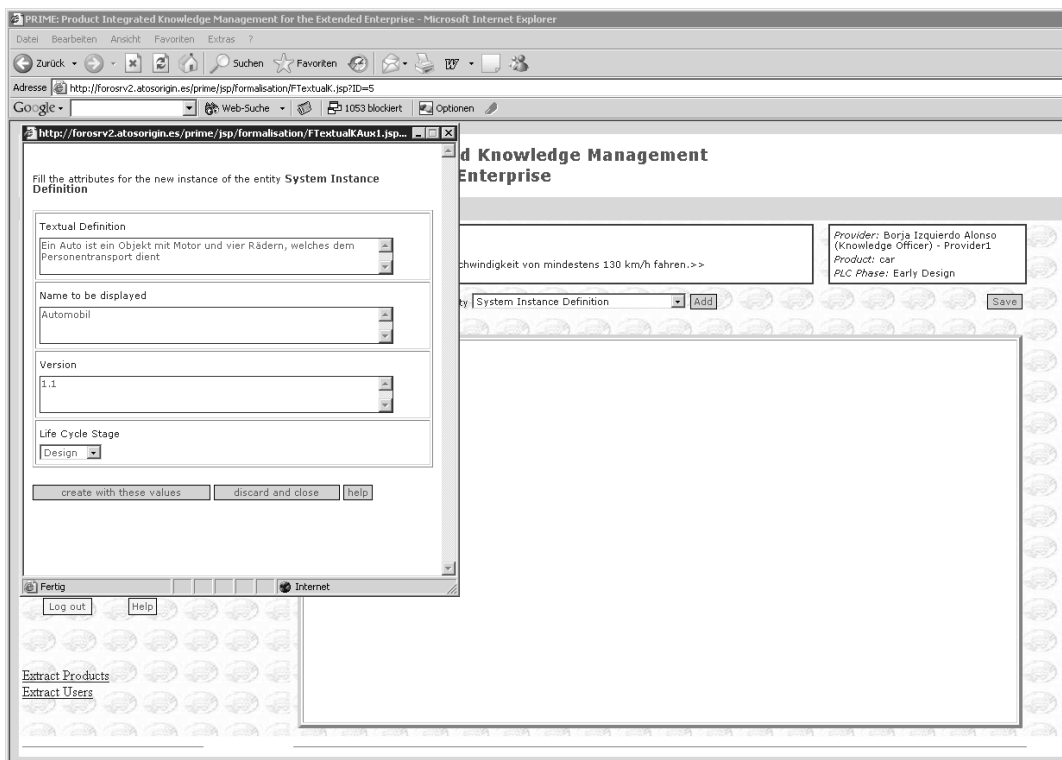 PRIME: Product Integrated Knowledge Management for the Extended Enterprise - Microsoft Internet Explorer
Datei Bearbeiten Ansicht Favoriten Extras ?
Zurück Suchen Favoriten
Adresse http://forosrv2.atosorigin.es/prime/jsp/formalisation/FTextualK.jsp?ID=5
Google Web-Suche 1053 blockiert Optionen
http://forosrv2.atosorigin.es/prime/jsp/formalisation/FTextualKAux1.jsp...
d Knowledge Management
Enterprise
Fill the attributes for the new instance of the entity System Instance
Definition
Textual Definition
Ein Auto ist ein Objekt mit Motor und vier Rädern, welches dem
Personentransport dient
Name to be displayed
Automobil
Version
1.1
Life Cycle Stage
Design
create with these values discard and close help
Fertig Internet
chwindigkeit von mindestens 130 km/h fahren.>>
Provider: Borja Izquierdo Alonso
(Knowledge Officer) - Provider1
Product: car
PLC Phase: Early Design
ty System Instance Definition Add Save
Log out Help
Extract Products
Extract Users